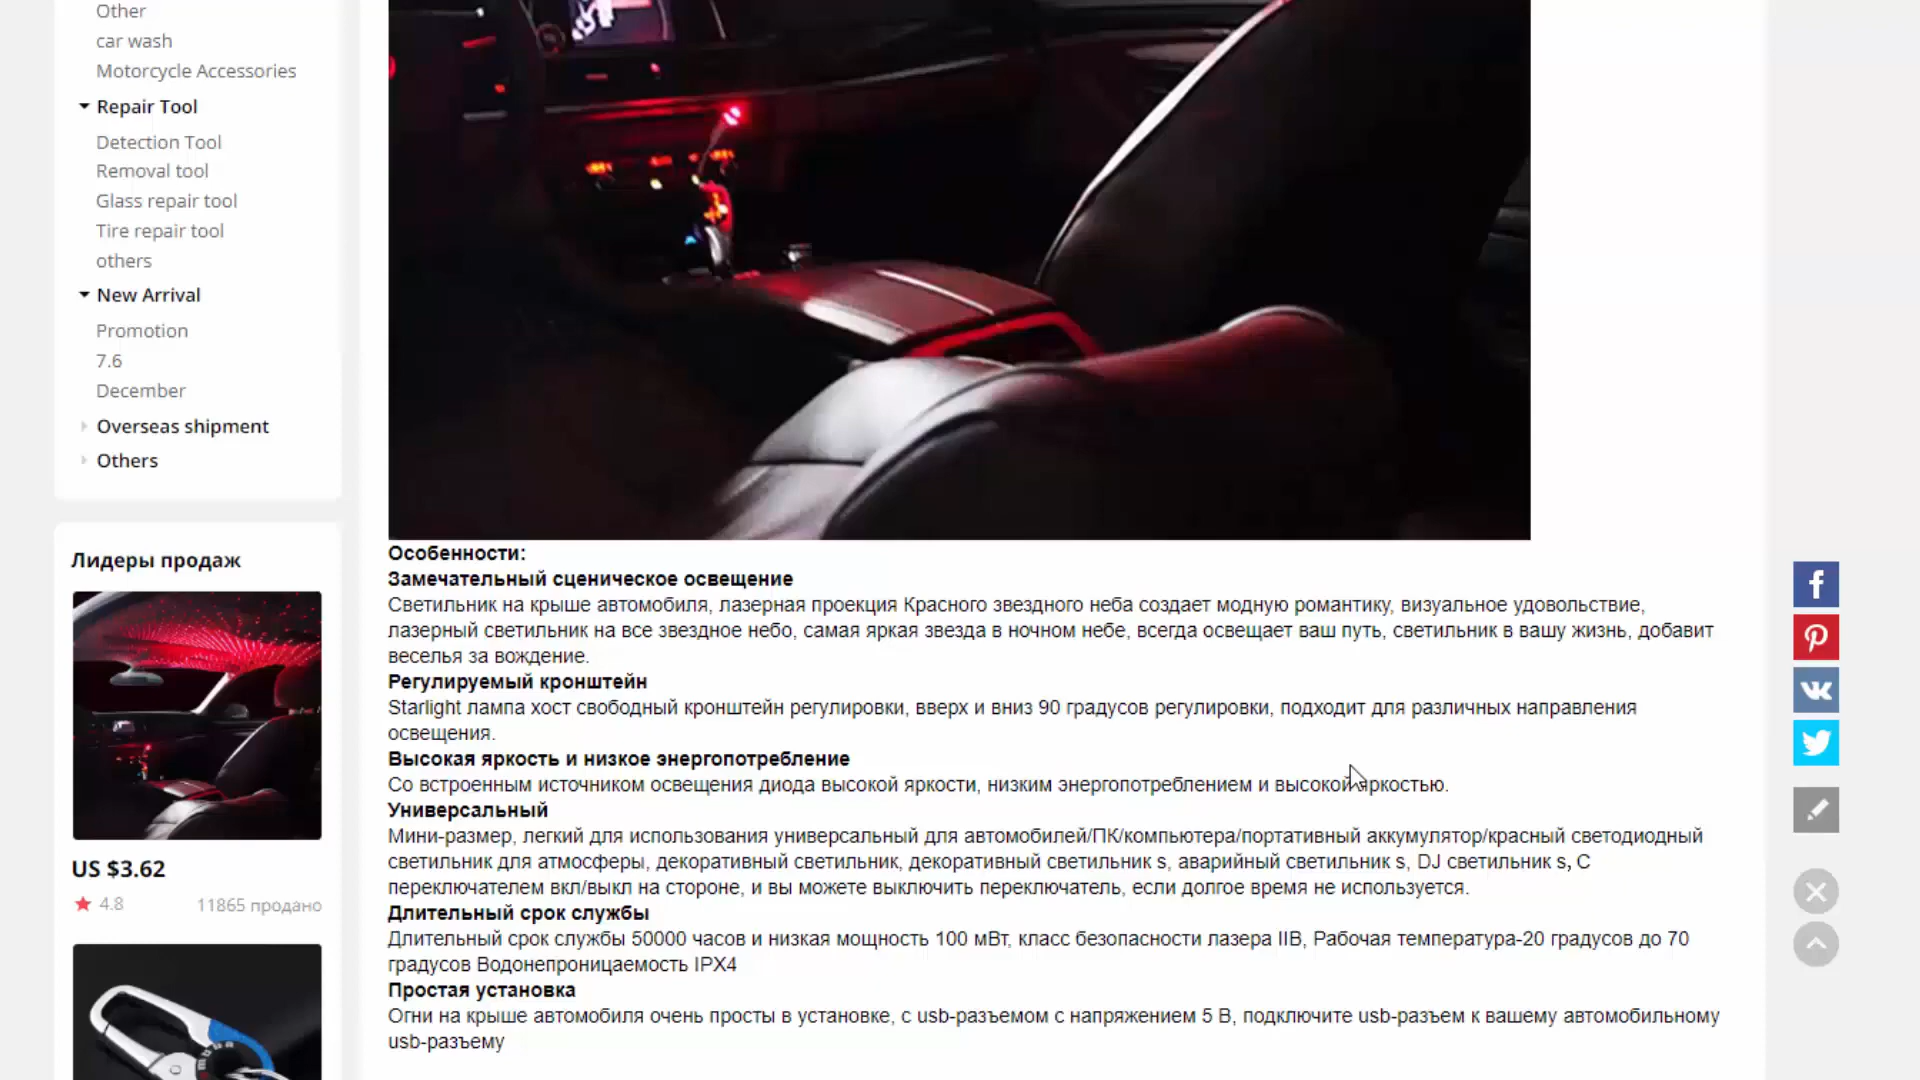 Other
car wash
Motorcycle Accessories
Repair Tool
Detection Tool
Removal tool
Glass repair tool
Tire repair tool
others
New Arrival
Promotion
7.6
December
Overseas shipment
Others
Лидеры продаж
US $3.62
4.8
11865 продано
Особенности:
Замечательный сценическое освещение
Светильник на крыше автомобиля, лазерная проекция Красного звездного неба создает модную романтику, визуальное удовольствие,
лазерный светильник на все звездное небо, самая яркая звезда в ночном небе, всегда освещает ваш путь, светильник в вашу жизнь, добавит
веселья за вождение.
Регулируемый кронштейн
Starlight лампа хост свободный кронштейн регулировки, вверх и вниз 90 градусов регулировки, подходит для различных направления
освещения.
Высокая яркость и низкое энергопотребление
Со встроенным источником освещения диода высокой яркости, низким энергопотреблением и высокой яркостью.
Универсальный
Мини-размер, легкий для использования универсальный для автомобилей/ПК/компьютера/портативный аккумулятор/красный светодиодный
светильник для атмосферы, декоративный светильник, декоративный светильник s, аварийный светильник s, DJ светильник s, С
переключателем вкл/выкл на стороне, и вы можете выключить переключатель, если долгое время не используется.
Длительный срок службы
Длительный срок службы 50000 часов и низкая мощность 100 мВт, класс безопасности лазера IIB, Рабочая температура-20 градусов до 70
градусов Водонепроницаемость IPX4
Простая установка
Огни на крыше автомобиля очень просты в установке, с usb-разъемом с напряжением 5 В, подключите usb-разъем к вашему автомобильному
usb-разъему